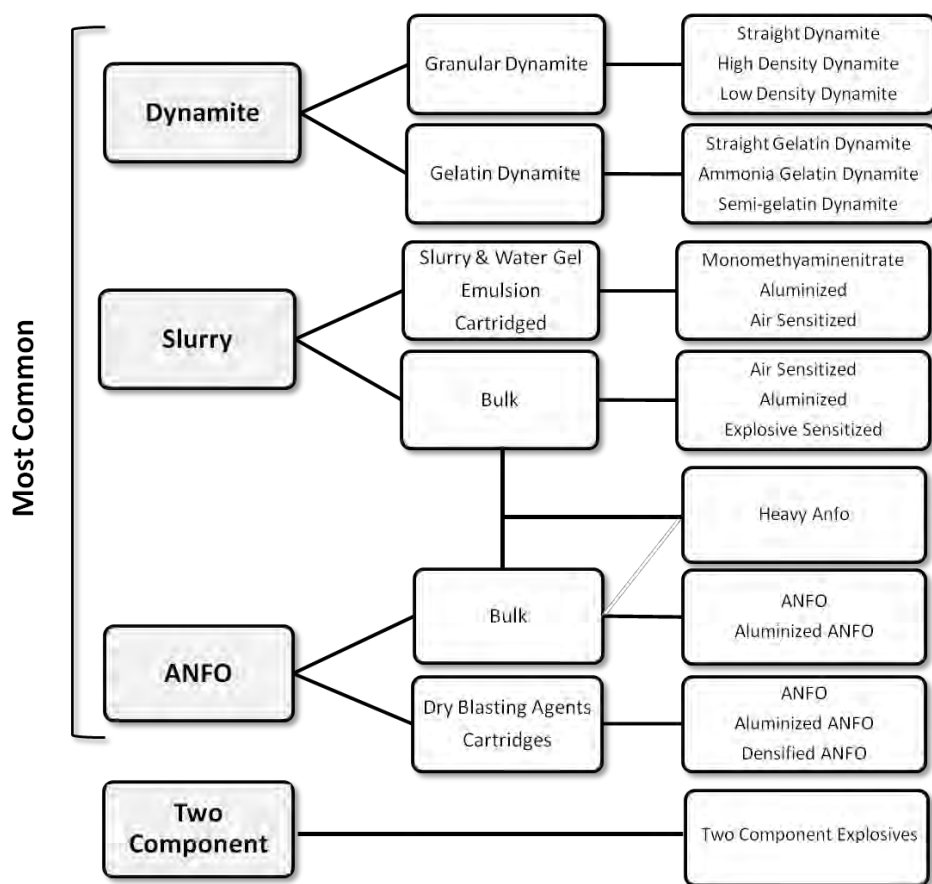 Most Common
Dynamite
Granular Dynamite
Straight Dynamite
High Density Dynamite
Low Density Dynamite
Gelatin Dynamite
Straight Gelatin Dynamite
Ammonia Gelatin Dynamite
Semi-gelatin Dynamite
Slurry
Slurry & Water Gel
Emulsion
Cartridged
Monomethyaminenitrate
Aluminized
Air Sensitized
Bulk
Air Sensitized
Aluminized
Explosive Sensitized
Heavy Anfo
ANFO
Bulk
ANFO
Aluminized ANFO
Dry Blasting Agents
Cartridges
ANFO
Aluminized ANFO
Densified ANFO
Two
Component
Two Component Explosives